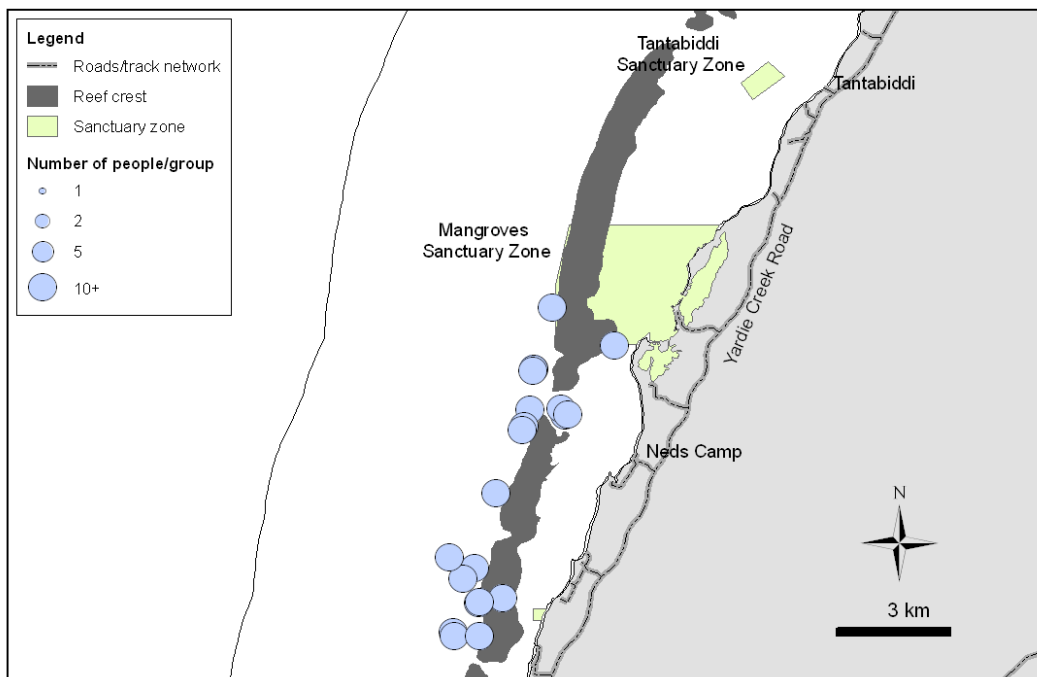 Legend
Roads/track network
Reef crest
Sanctuary zone
Number of people/group
1
2
5
10+
Tantabiddi
Sanctuary Zone
Tantabiddi
Mangroves
Sanctuary Zone
Yardie Creek Road
Neds Camp
N
3 km